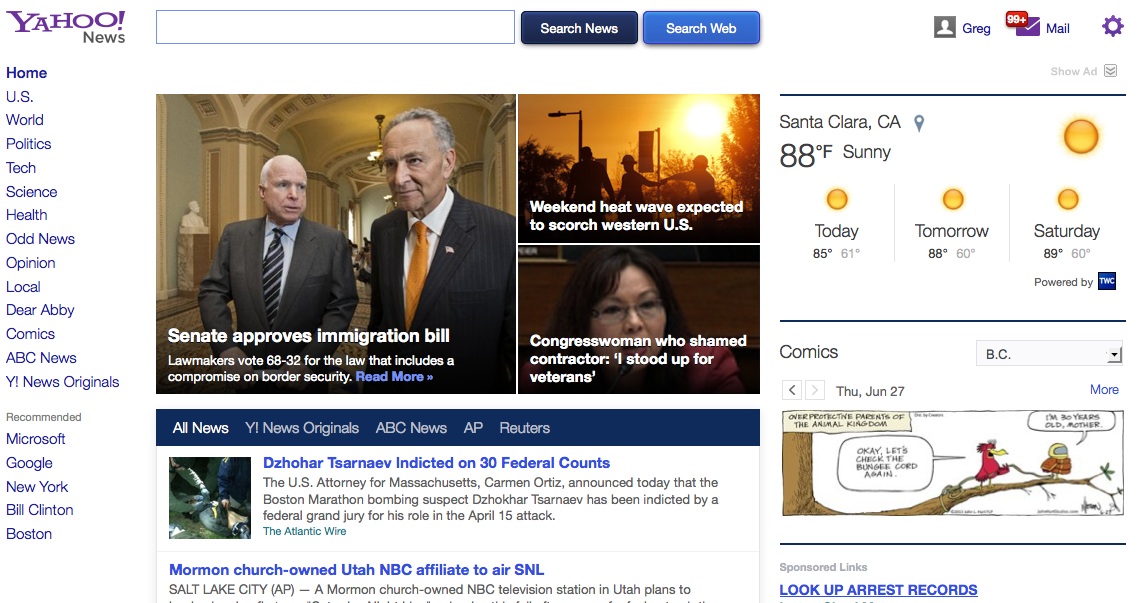 YAHOO!
News
Search News
Search Web
Greg
99+
Mail
Show Ad
Home
U.S.
World
Politics
Tech
Science
Health
Odd News
Opinion
Local
Dear Abby
Comics
ABC News
Y! News Originals
Recommended
Microsoft
Google
New York
Bill Clinton
Boston
Senate approves immigration bill
Lawmakers vote 68-32 for the law that includes a
compromise on border security. Read More »
Weekend heat wave expected
to scorch western U.S.
Congresswoman who shamed
contractor: ‘I stood up for
veterans’
All News Y! News Originals ABC News AP Reuters
Dzhohar Tsarnaev Indicted on 30 Federal Counts
The U.S. Attorney for Massachusetts, Carmen Ortiz, announced today that the
Boston Marathon bombing suspect Dzhokhar Tsarnaev has been indicted by a
federal grand jury for his role in the April 15 attack.
The Atlantic Wire
Mormon church-owned Utah NBC affiliate to air SNL
SALT LAKE CITY (AP) — A Mormon church-owned NBC television station in Utah plans to
Santa Clara, CA
88°F Sunny
Today Tomorrow Saturday
85° 61° 88° 60° 89° 60°
Powered by TWC
Comics
B.C.
Thu, Jun 27
More
OVERPROTECTIVE PARENTS OF
THE ANIMAL KINGDOM
I'M 30 YEARS
OLD, MOTHER.
OKAY, LET'S
CHECK THE
BUNGEE CORD
AGAIN.
Sponsored Links
LOOK UP ARREST RECORDS